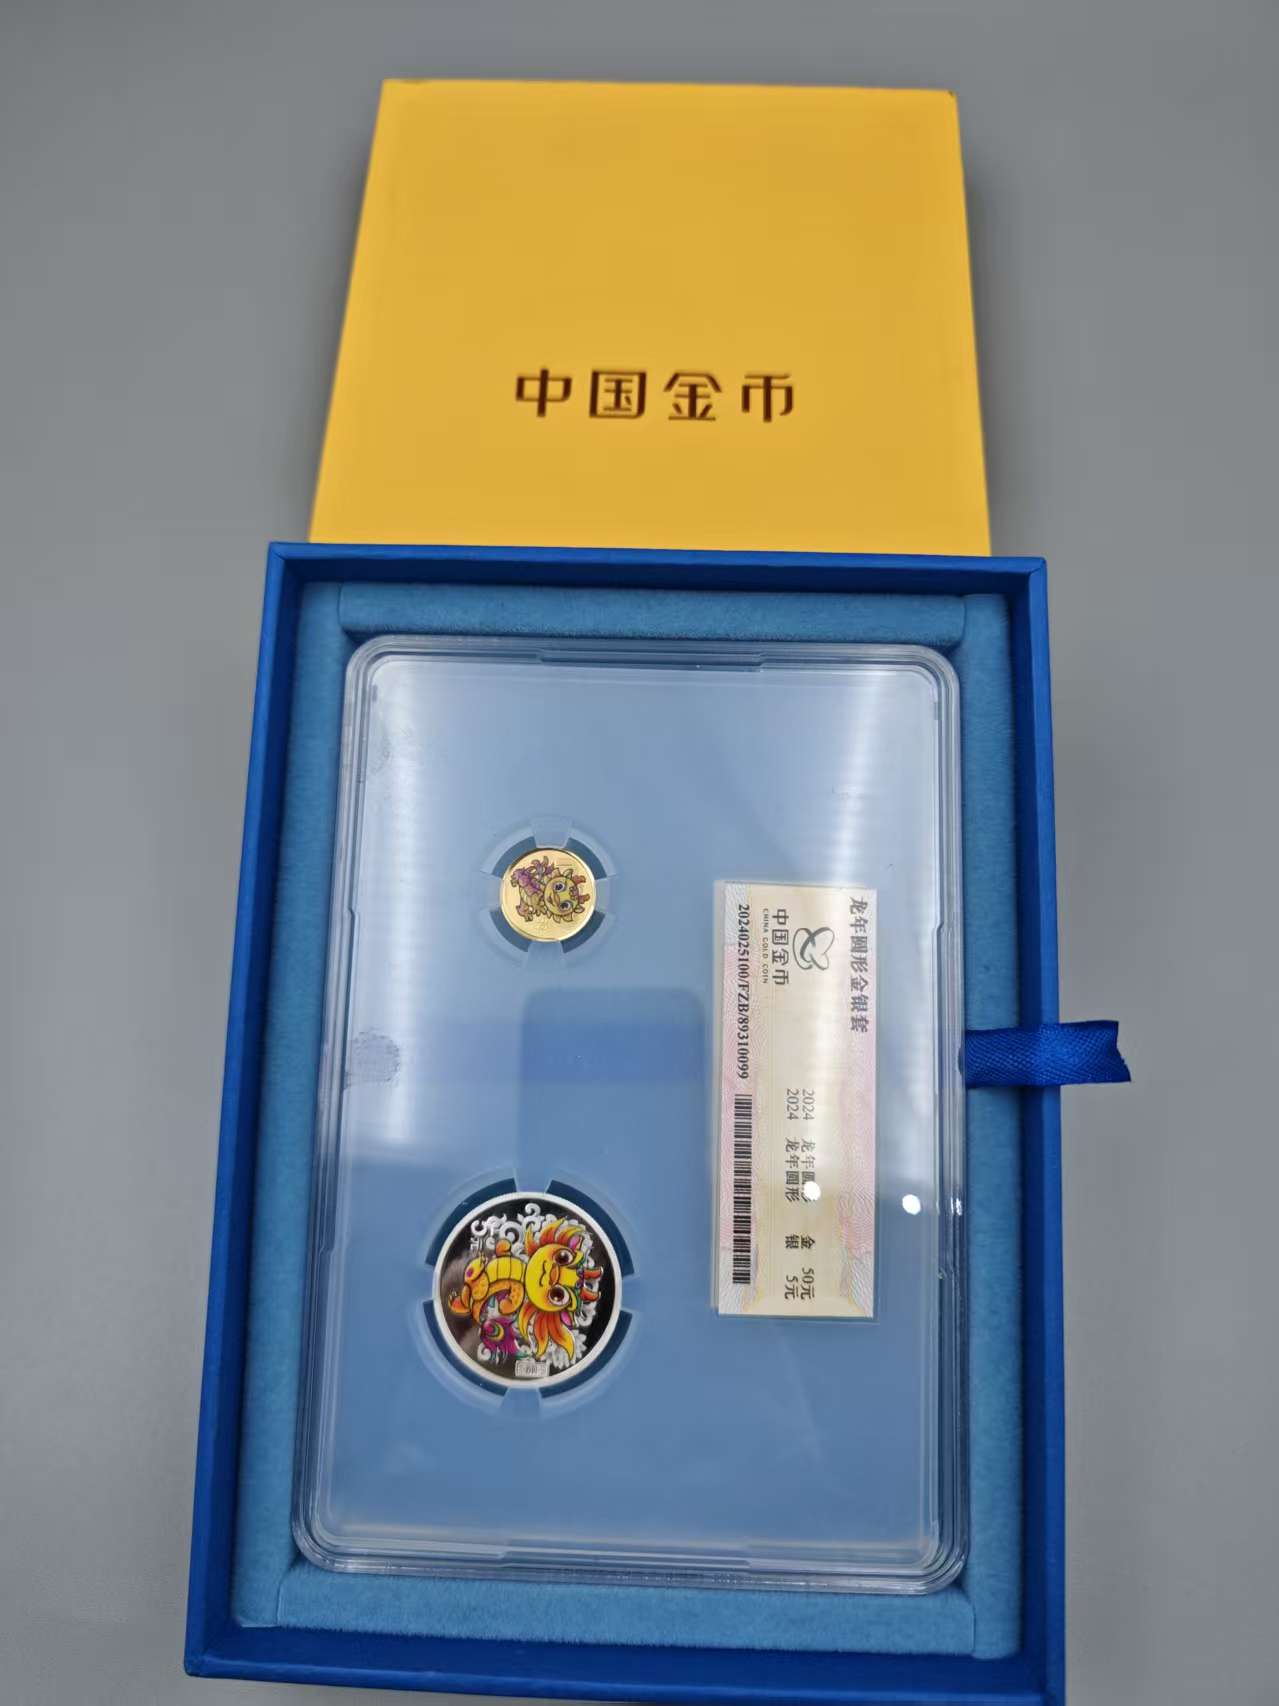 中国金币
龙年圆形金银套
中国金币
CHINA GOLD COIN
2024025100/FZB/89310099
2024 龙年圆形 金 50元
2024 龙年圆形 银 5元
5元